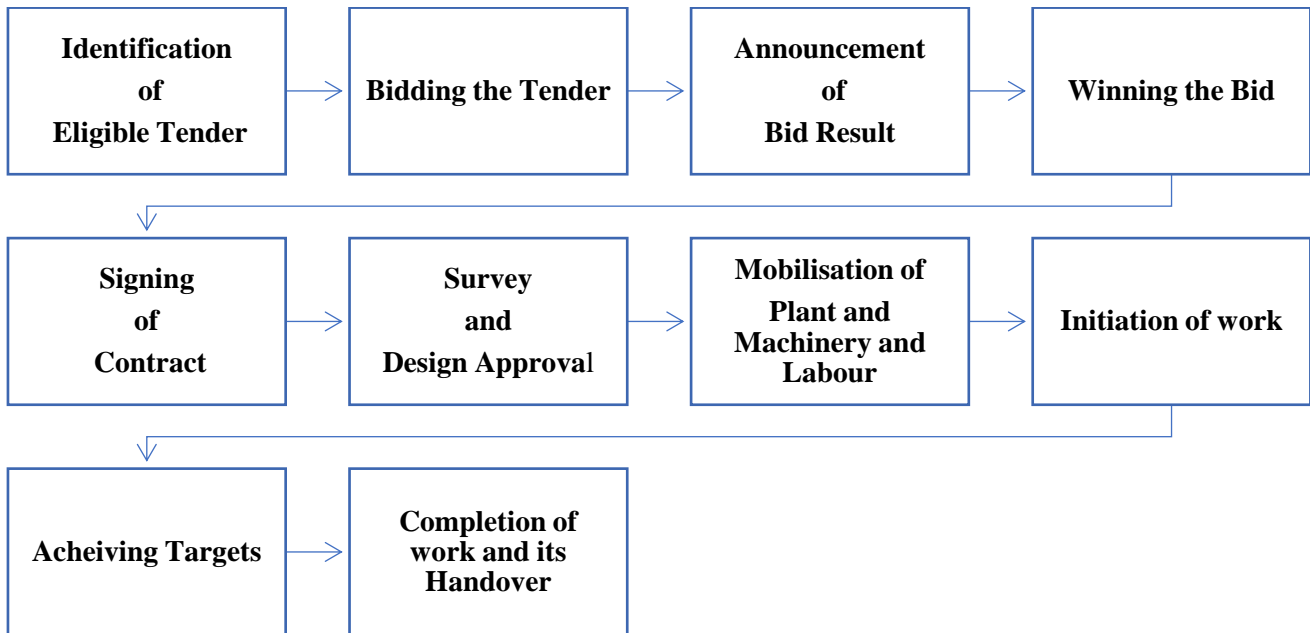 Identification
of
Eligible Tender
Bidding the Tender
Announcement
of
Bid Result
Winning the Bid
Signing
of
Contract
Survey
and
Design Approval
Mobilisation of
Plant and
Machinery and
Labour
Initiation of work
Acheiving Targets
Completion of
work and its
Handover